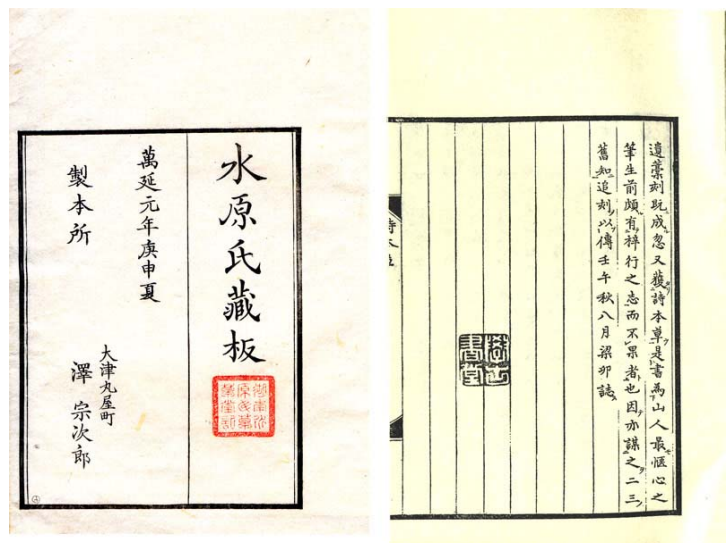 水原氏藏板
萬延元年庚申夏
製本所
大津丸屋町
澤 宗次郎
遺藁刻既成忽又獲詩本草是書為山人最愜心之
筆生前頗有梓行之志而不果者也因亦謀之二三
舊知追刻以傳壬午秋八月梁卯誌